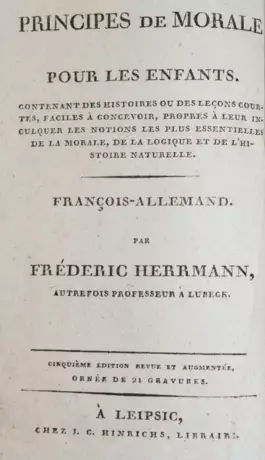 PRINCIPES DE MORALE
POUR LES ENFANTS.
CONTENANT DES HISTOIRES OU DES LEÇONS COUR-
TES, FACILES À CONCEVOIR, PROPRES À LEUR IN-
CULQUER LES NOTIONS LES PLUS ESSENTIELLES
DE LA MORALE, DE LA LOGIQUE ET DE L'HI-
STOIRE NATURELLE.
FRANÇOIS-ALLEMAND.
PAR
FRÉDERIC HERRMANN,
AUTREFOIS PROFESSEUR À LUBECK.
CINQUIÈME EDITION REVUE ET AUGMENTÉE,
ORNÉE DE 21 GRAVURES.
À LEIPSIC,
CHEZ J. C. HINRICHS, LIBRAIRE.